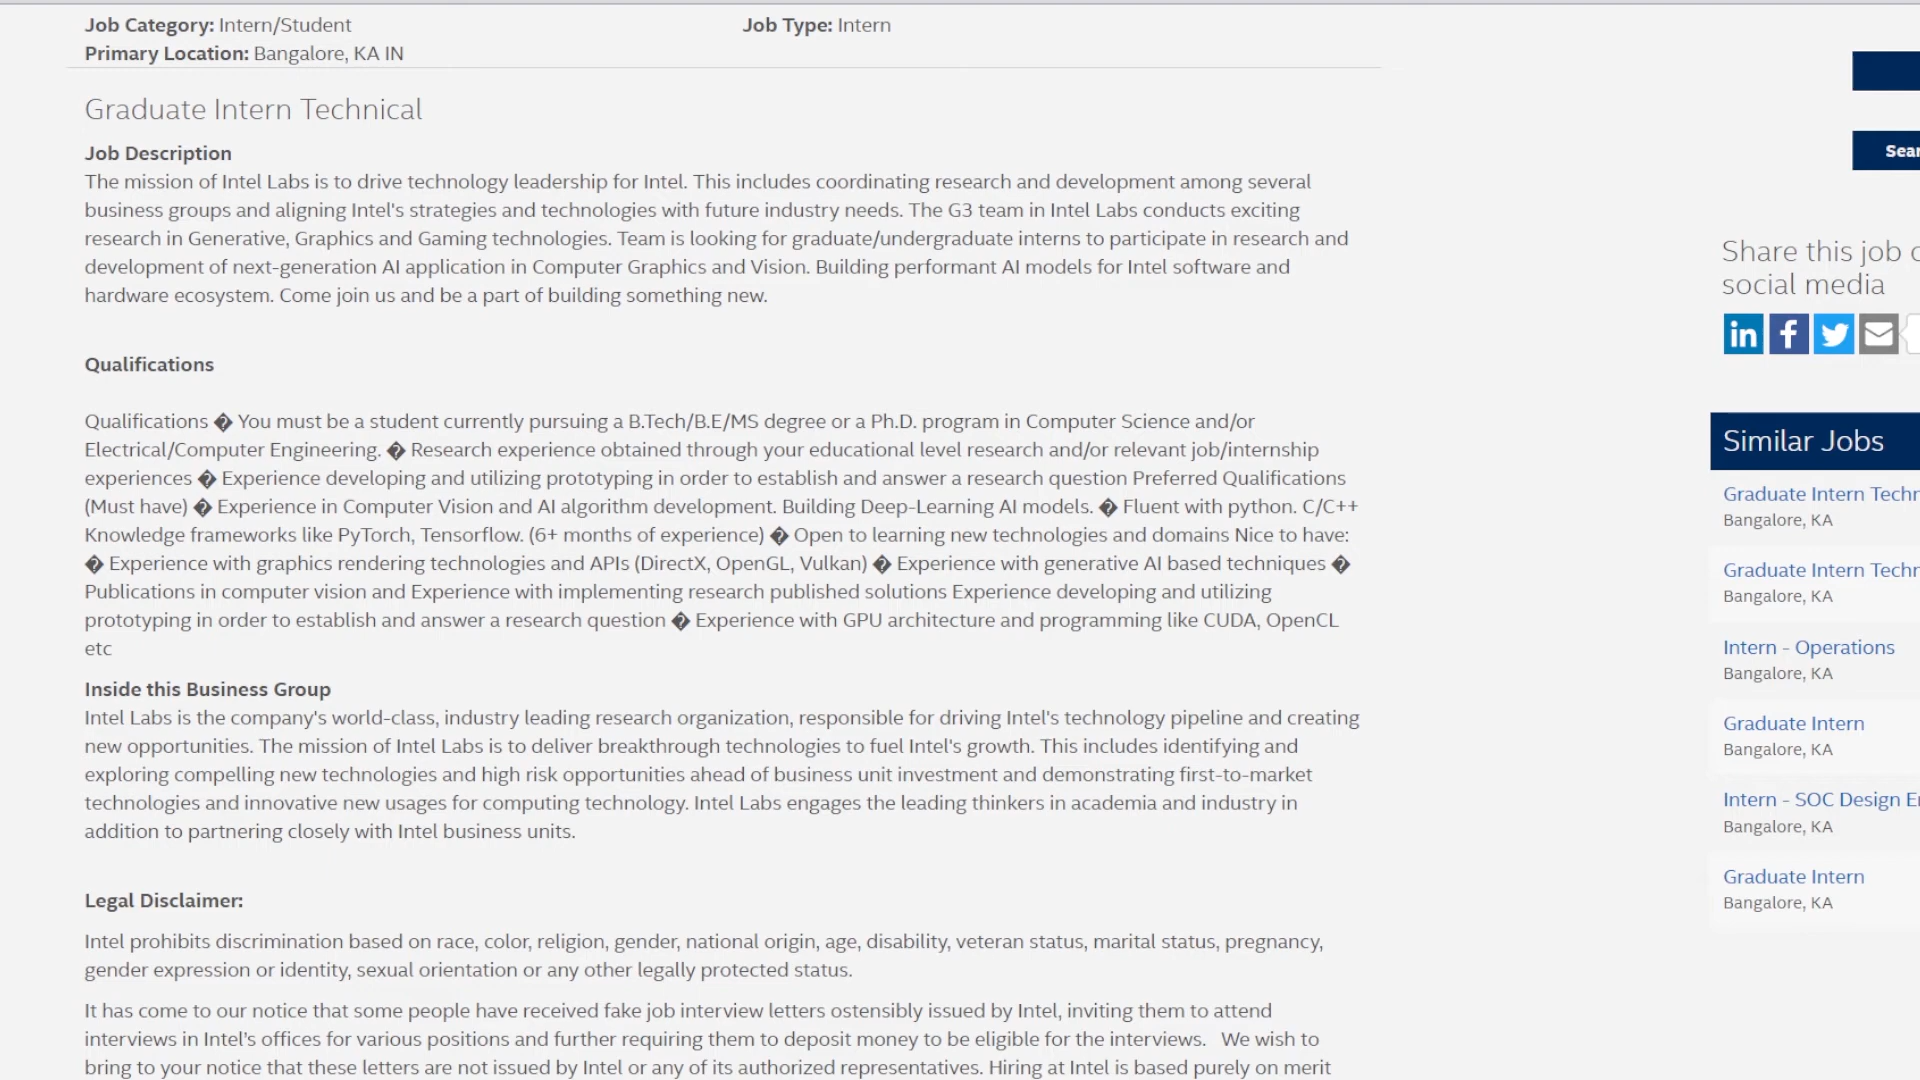 Job Category: Intern/Student
Job Type: Intern
Primary Location: Bangalore, KA IN
Graduate Intern Technical
Job Description
The mission of Intel Labs is to drive technology leadership for Intel. This includes coordinating research and development among several
business groups and aligning Intel's strategies and technologies with future industry needs. The G3 team in Intel Labs conducts exciting
research in Generative, Graphics and Gaming technologies. Team is looking for graduate/undergraduate interns to participate in research and
development of next-generation AI application in Computer Graphics and Vision. Building performant AI models for Intel software and
hardware ecosystem. Come join us and be a part of building something new.
Qualifications
Qualifications � You must be a student currently pursuing a B.Tech/B.E/MS degree or a Ph.D. program in Computer Science and/or
Electrical/Computer Engineering. � Research experience obtained through your educational level research and/or relevant job/internship
experiences � Experience developing and utilizing prototyping in order to establish and answer a research question Preferred Qualifications
(Must have) � Experience in Computer Vision and AI algorithm development. Building Deep-Learning AI models. � Fluent with python. C/C++
Knowledge frameworks like PyTorch, Tensorflow. (6+ months of experience) � Open to learning new technologies and domains Nice to have:
� Experience with graphics rendering technologies and APIs (DirectX, OpenGL, Vulkan) � Experience with generative AI based techniques �
Publications in computer vision and Experience with implementing research published solutions Experience developing and utilizing
prototyping in order to establish and answer a research question � Experience with GPU architecture and programming like CUDA, OpenCL
etc
Inside this Business Group
Intel Labs is the company's world-class, industry leading research organization, responsible for driving Intel's technology pipeline and creating
new opportunities. The mission of Intel Labs is to deliver breakthrough technologies to fuel Intel's growth. This includes identifying and
exploring compelling new technologies and high risk opportunities ahead of business unit investment and demonstrating first-to-market
technologies and innovative new usages for computing technology. Intel Labs engages the leading thinkers in academia and industry in
addition to partnering closely with Intel business units.
Legal Disclaimer:
Intel prohibits discrimination based on race, color, religion, gender, national origin, age, disability, veteran status, marital status, pregnancy,
gender expression or identity, sexual orientation or any other legally protected status.
It has come to our notice that some people have received fake job interview letters ostensibly issued by Intel, inviting them to attend
interviews in Intel's offices for various positions and further requiring them to deposit money to be eligible for the interviews. We wish to
bring to your notice that these letters are not issued by Intel or any of its authorized representatives. Hiring at Intel is based purely on merit
Share this job
social media
in f
Similar Jobs
Graduate Intern
Bangalore, KA
Graduate Intern
Bangalore, KA
Intern - Operations
Bangalore, KA
Graduate Intern
Bangalore, KA
Intern - SOC Design
Bangalore, KA
Graduate Intern
Bangalore, KA